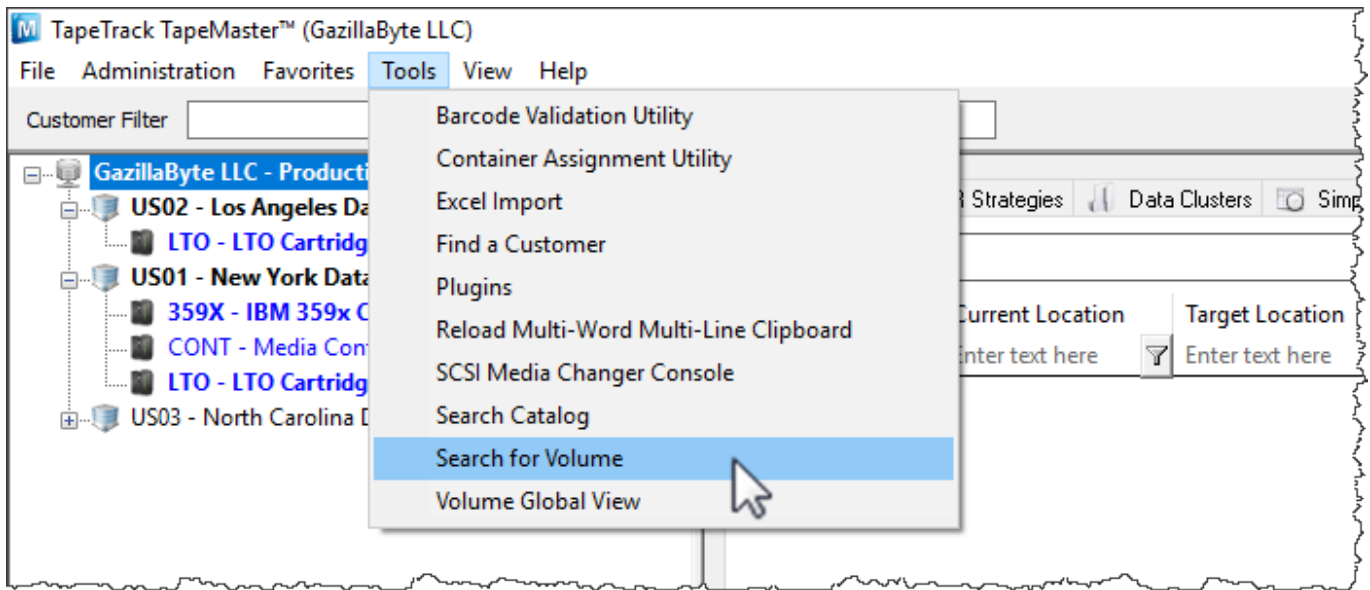 TapeTrack TapeMaster™ (GazillaByte LLC)
File Administration Favorites Tools View Help
Customer Filter
Barcode Validation Utility
Container Assignment Utility
Excel Import
Find a Customer
Plugins
Reload Multi-Word Multi-Line Clipboard
SCSI Media Changer Console
Search Catalog
Search for Volume
Volume Global View
GazillaByte LLC - Producti
US02 - Los Angeles Da
LTO - LTO Cartridg
US01 - New York Data
359X - IBM 359x C
CONT - Media Con
LTO - LTO Cartridg
US03 - North Carolina D
Strategies Data Clusters Simp
Current Location Target Location
Enter text here Enter text here